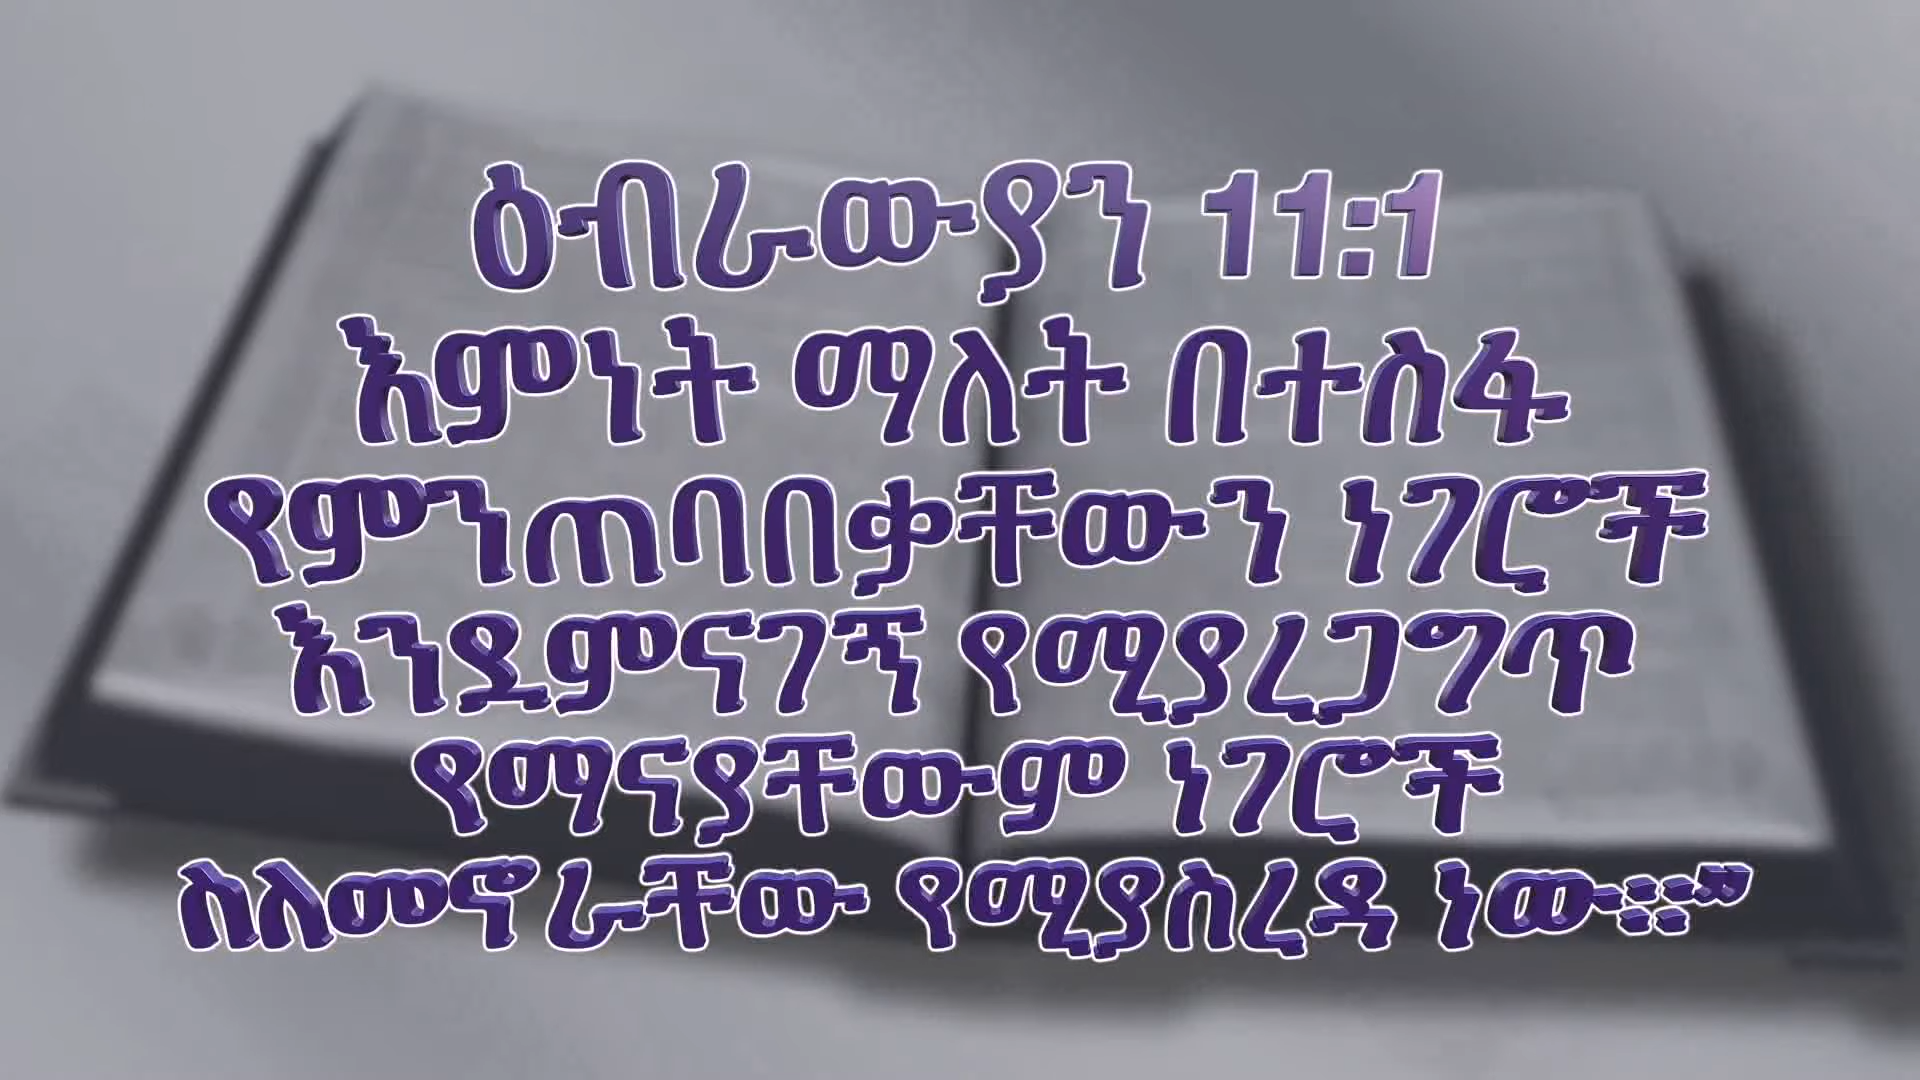 ዕብራውያን 11:1
እምነት ማለት በተስፋ
የምንጠባበቃቸውን ነገሮች
እንደምናገኝ የሚያረጋግጥ
የማናያቸውም ነገሮች
ስለመኖራቸው የሚያስረዳ ነው።።”